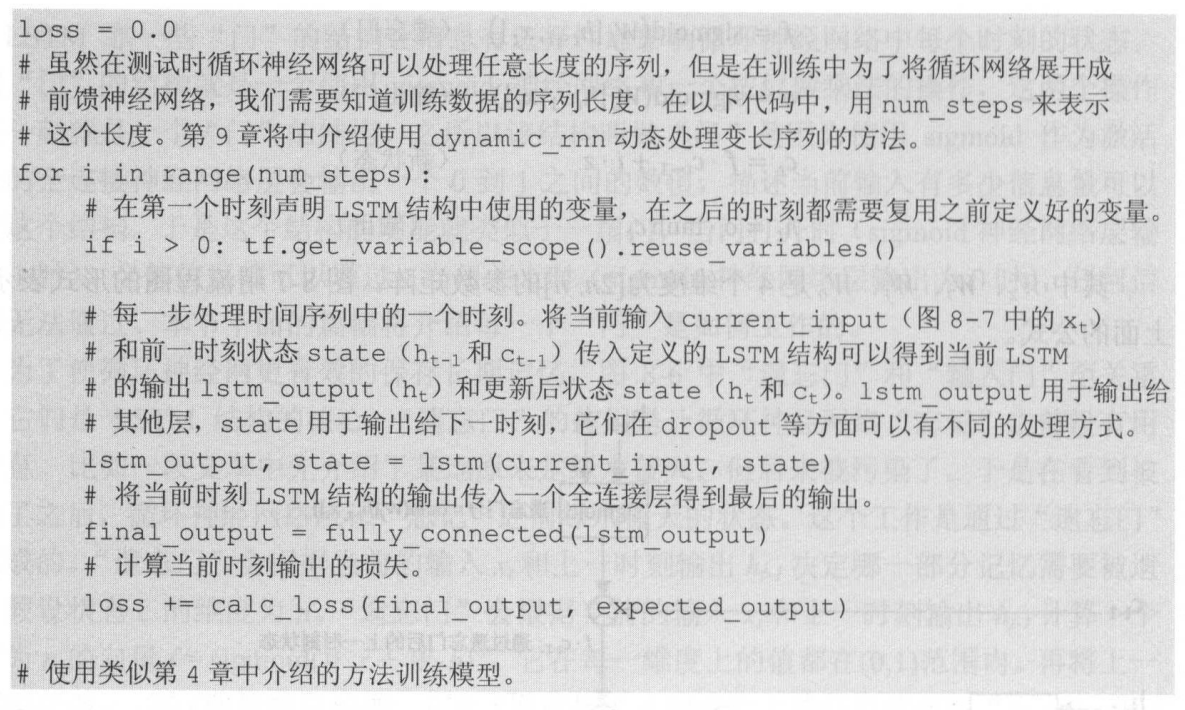 loss = 0.0
# 虽然在测试时循环神经网络可以处理任意长度的序列，但是在训练中为了将循环网络展开成
# 前馈神经网络，我们需要知道训练数据的序列长度。在以下代码中，用 num_steps 来表示
# 这个长度。第 9 章将中介绍使用 dynamic_rnn 动态处理变长序列的方法。
for i in range(num_steps):
    # 在第一个时刻声明 LSTM 结构中使用的变量，在之后的时刻都需要复用之前定义好的变量。
    if i > 0: tf.get_variable_scope().reuse_variables()
    # 每一步处理时间序列中的一个时刻。将当前输入 current_input（图 8-7 中的 xₜ）
    # 和前一时刻状态 state（hₜ₋₁和 cₜ₋₁）传入定义的 LSTM 结构可以得到当前 LSTM
    # 的输出 lstm_output（hₜ）和更新后状态 state（hₜ和 cₜ）。lstm_output 用于输出给
    # 其他层，state 用于输出给下一时刻，它们在 dropout 等方面可以有不同的处理方式。
    lstm_output, state = lstm(current_input, state)
    # 将当前时刻 LSTM 结构的输出传入一个全连接层得到最后的输出。
    final_output = fully_connected(lstm_output)
    # 计算当前时刻输出的损失。
    loss += calc_loss(final_output, expected_output)
# 使用类似第 4 章中介绍的方法训练模型。